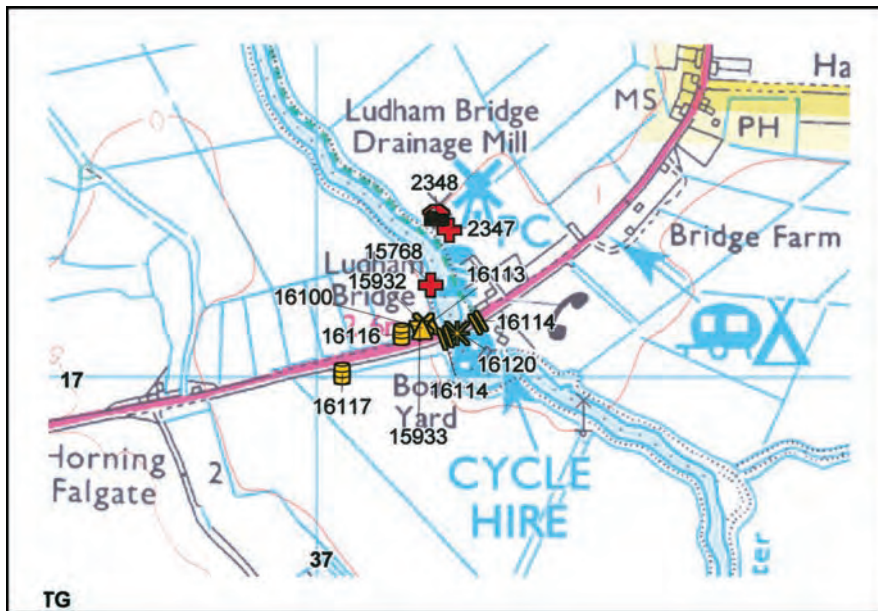 Ludham Bridge
Drainage Mill
Ha
MS
PH
2348
2347
PC
Bridge Farm
15768
Ludham
16113
15932
Bridge
16100
16114
16116
16120
17
16117
16114
Yard
15933
Horning
Falgate
2
CYCLE
HIRE
37
TG